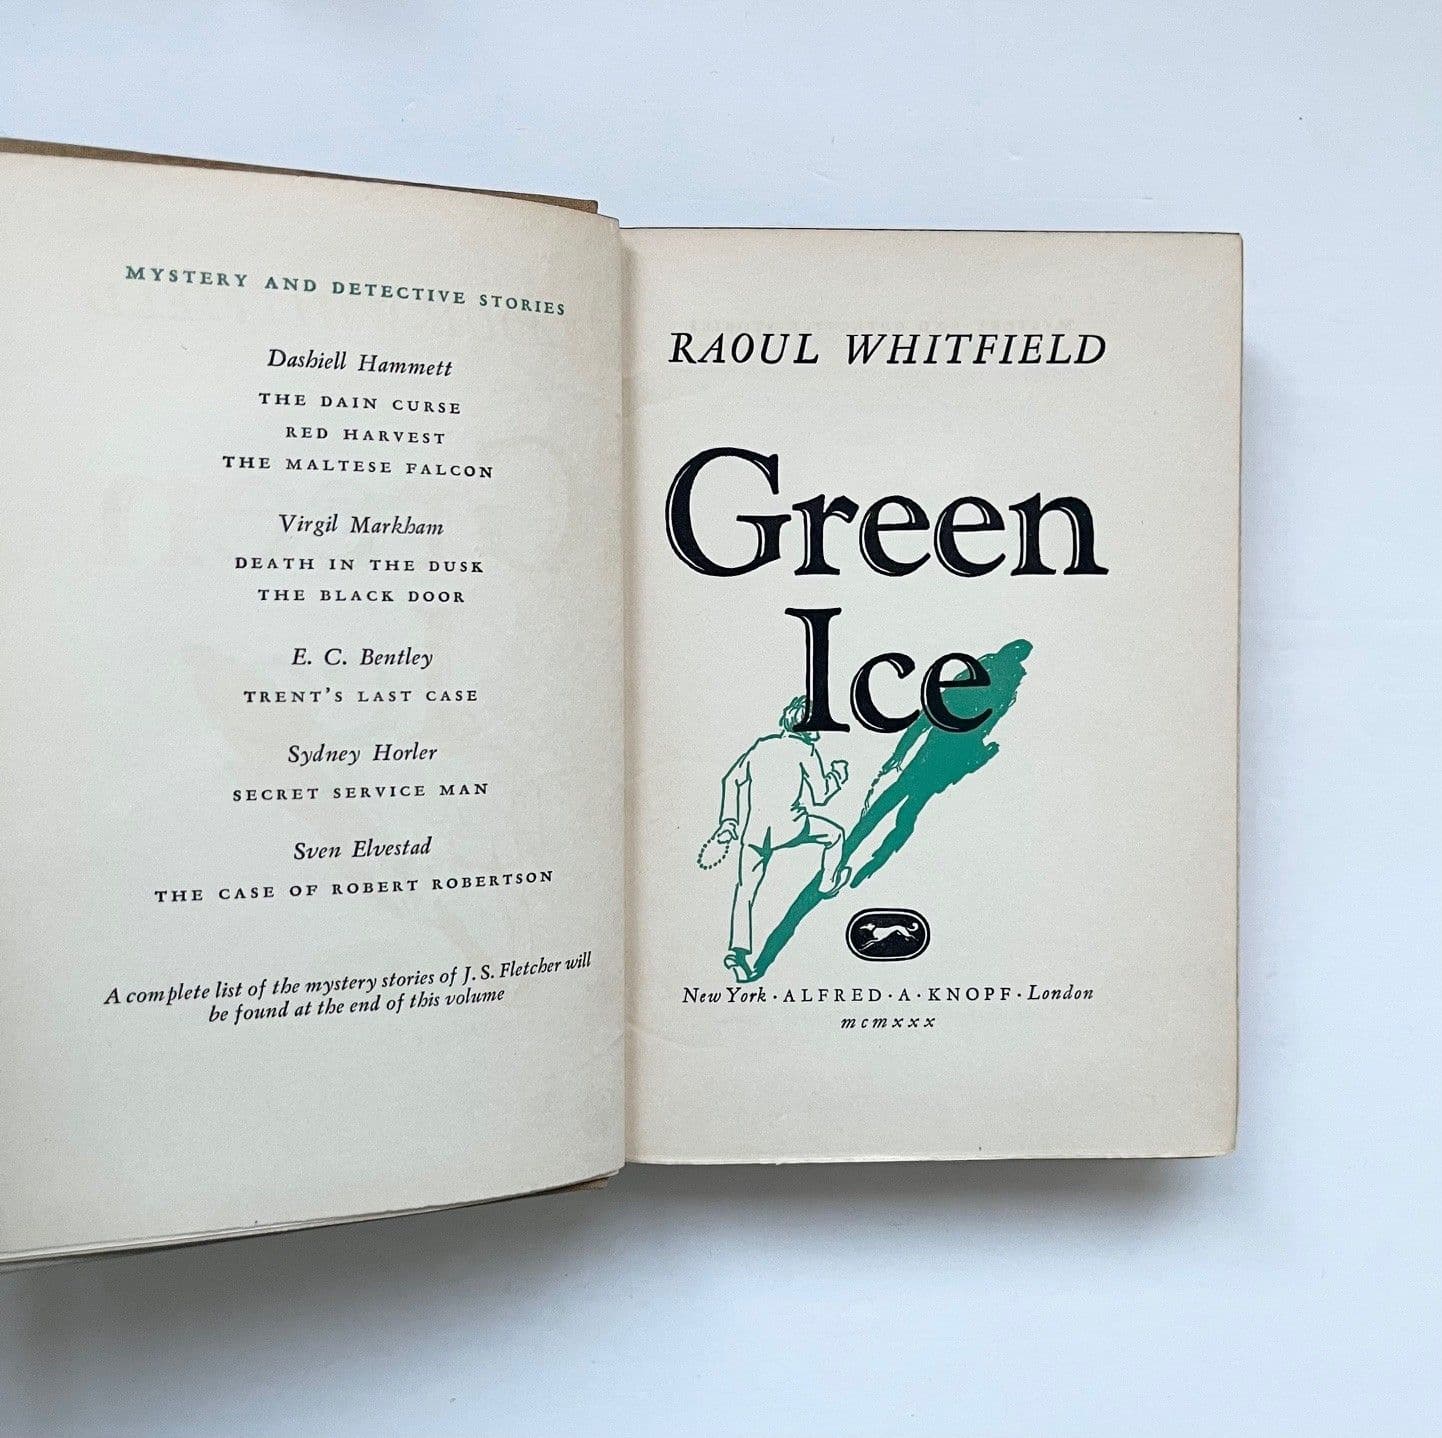 MYSTERY AND DETECTIVE STORIES
Dashiell Hammett
THE DAIN CURSE
RED HARVEST
THE MALTESE FALCON
Virgil Markham
DEATH IN THE DUSK
THE BLACK DOOR
E. C. Bentley
TRENT'S LAST CASE
Sydney Horler
SECRET SERVICE MAN
Sven Elvestad
THE CASE OF ROBERT ROBERTSON
A complete list of the mystery stories of J. S. Fletcher will
be found at the end of this volume
RAOUL WHITFIELD
Green
Ice
New York · ALFRED · A · KNOPF · London
mcmxxx